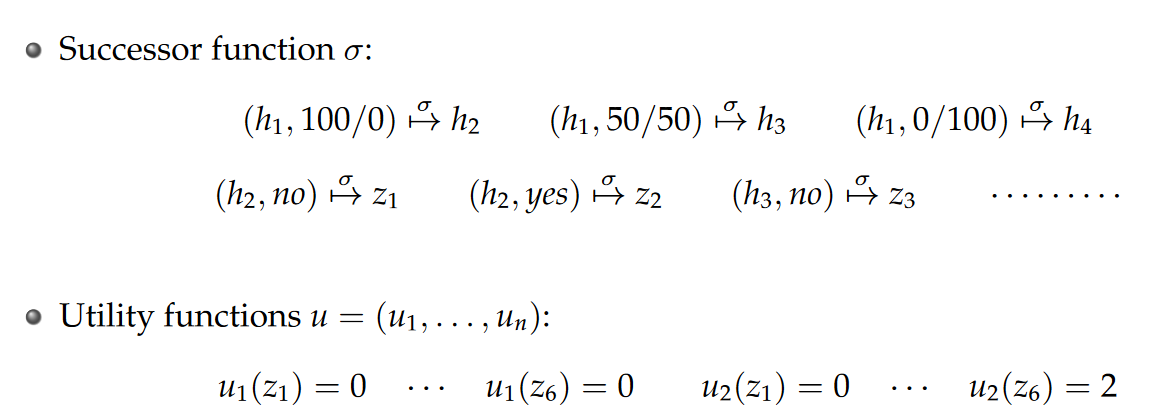 • Successor function σ:
(h₁, 100/0) ↦^σ h₂ (h₁, 50/50) ↦^σ h₃ (h₁, 0/100) ↦^σ h₄
(h₂, no) ↦^σ z₁ (h₂, yes) ↦^σ z₂ (h₃, no) ↦^σ z₃ ·········
• Utility functions u = (u₁, . . . , uₙ):
u₁(z₁) = 0 ··· u₁(z₆) = 0 u₂(z₁) = 0 ··· u₂(z₆) = 2